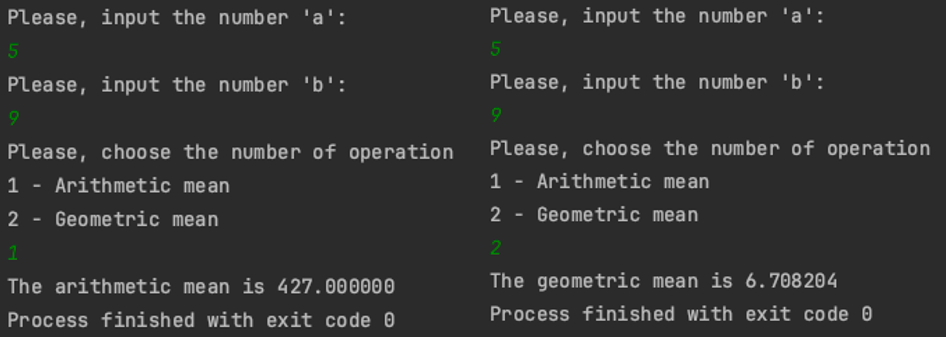 Please, input the number 'a':
5
Please, input the number 'b':
9
Please, choose the number of operation
1 - Arithmetic mean
2 - Geometric mean
1
The arithmetic mean is 427.000000
Process finished with exit code 0
Please, input the number 'a':
5
Please, input the number 'b':
9
Please, choose the number of operation
1 - Arithmetic mean
2 - Geometric mean
2
The geometric mean is 6.708204
Process finished with exit code 0